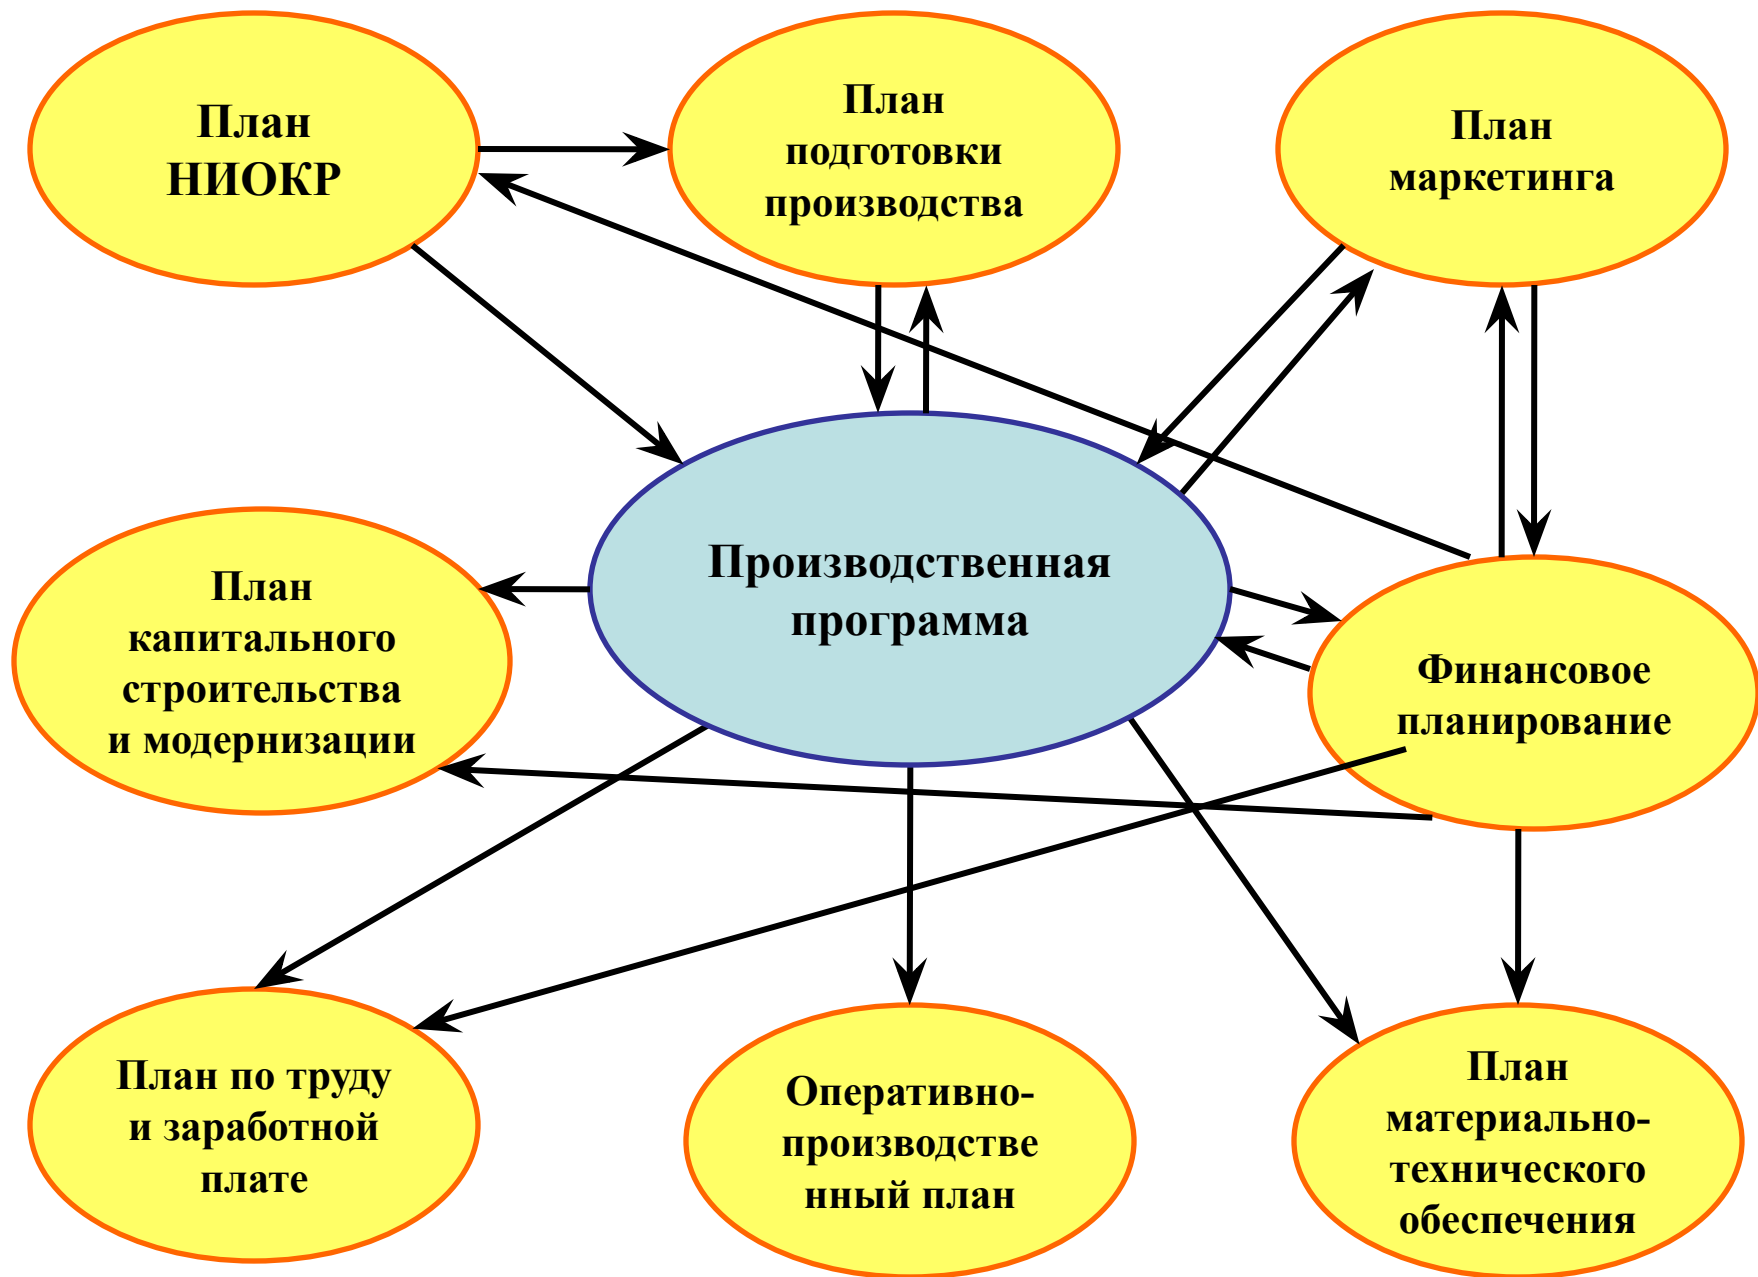 План
НИОКР
План
подготовки
производства
План
маркетинга
Производственная
программа
План
капитального
строительства
и модернизации
Финансовое
планирование
План по труду
и заработной
плате
Оперативно-
производстве
нный план
План
материально-
технического
обеспечения